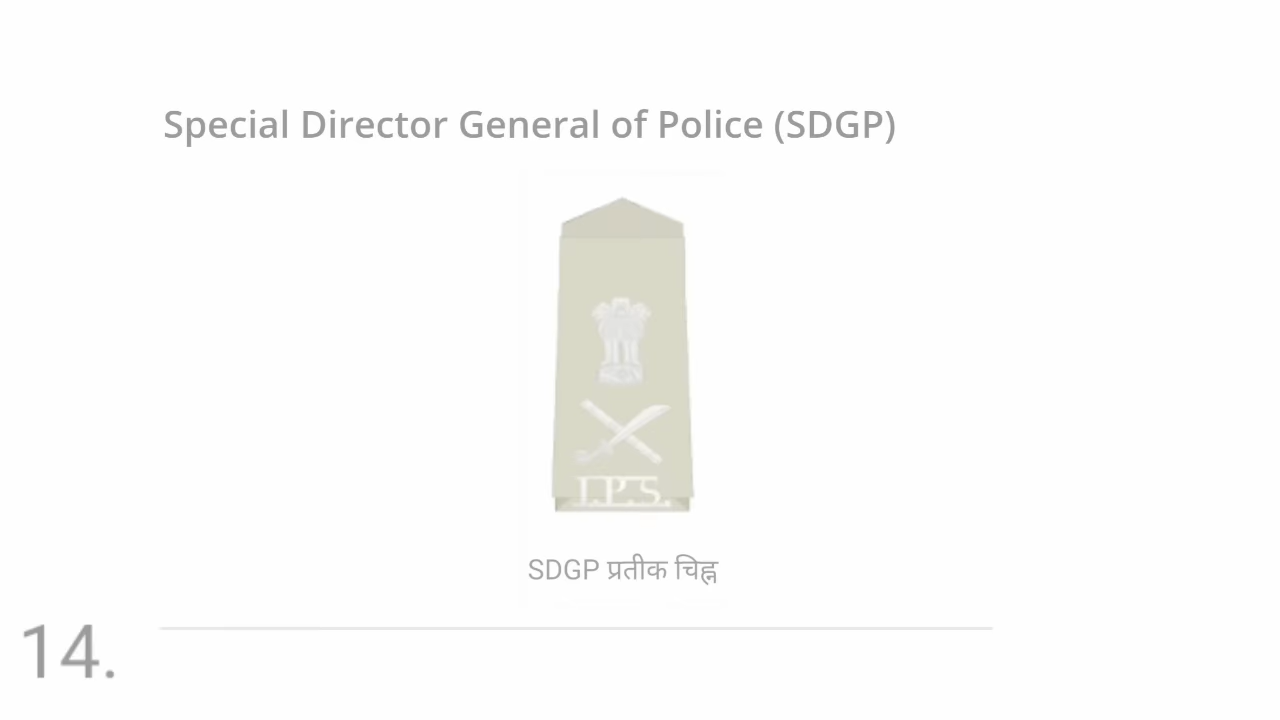 Special Director General of Police (SDGP)
I.P.S.
SDGP प्रतीक चिह्न
14.